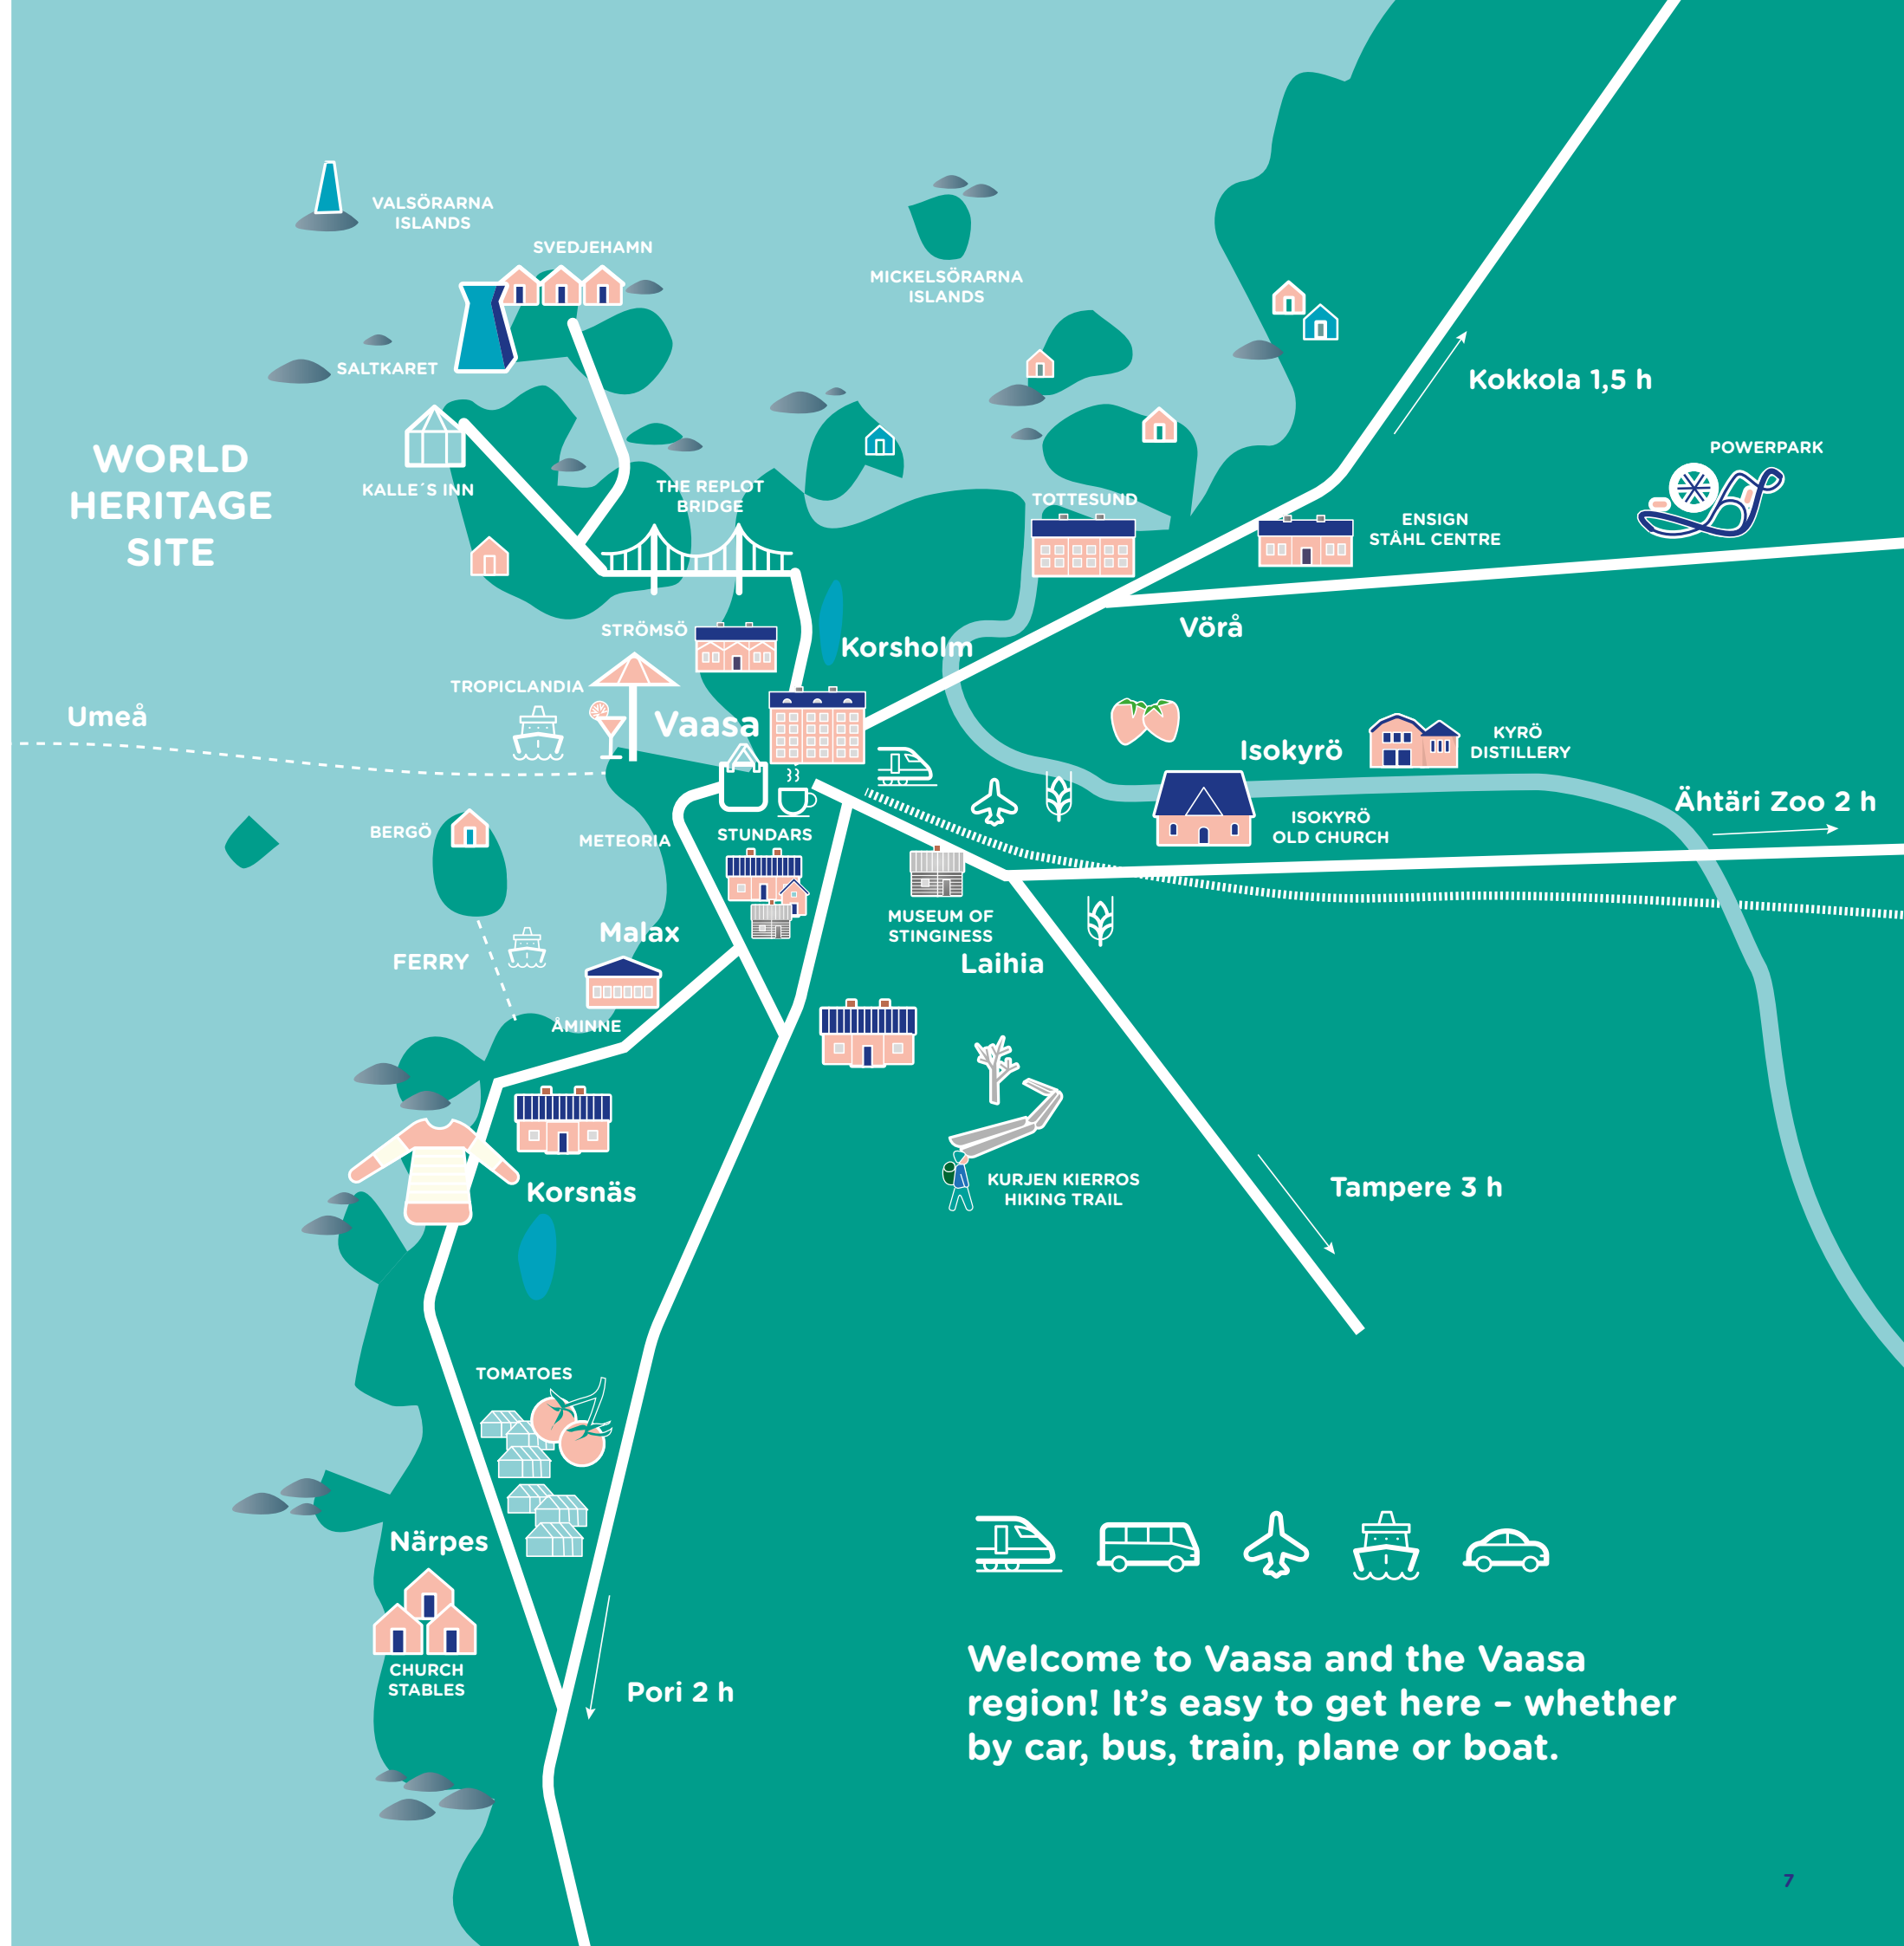 VALSÖRARNA
ISLANDS
SVEDJEHAMN
MICKELSÖRARNA
ISLANDS
SALTKARET
Kokkola 1,5 h
WORLD
HERITAGE
SITE
KALLE´S INN
THE REPLOT
BRIDGE
TOTTESUND
ENSIGN
STÅHL CENTRE
POWERPARK
STRÖMSÖ
Korsholm
Vörå
TROPICLANDIA
Umeå
Vaasa
Isokyrö
KYRÖ
DISTILLERY
Ähtäri Zoo 2 h
BERGÖ
METEORIA
STUNDARS
ISOKYRÖ
OLD CHURCH
MUSEUM OF
STINGINESS
Malax
FERRY
Laihia
ÅMINNE
KURJEN KIERROS
HIKING TRAIL
Korsnäs
Tampere 3 h
TOMATOES
Närpes
CHURCH
STABLES
Pori 2 h
Welcome to Vaasa and the Vaasa
region! It’s easy to get here – whether
by car, bus, train, plane or boat.
7